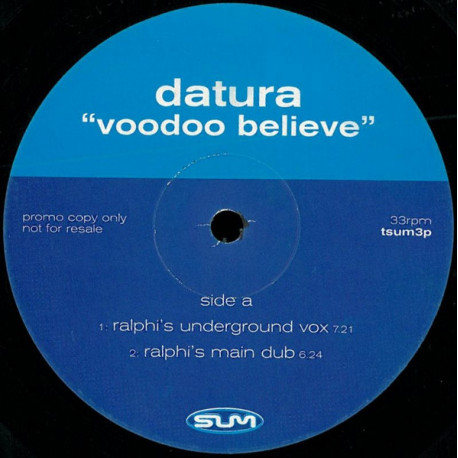 datura
“voodoo believe”
promo copy only
not for resale
33rpm
tsum3p
side a
1: ralphi's underground vox 7:21
2: ralphi's main dub 6:24
SUM